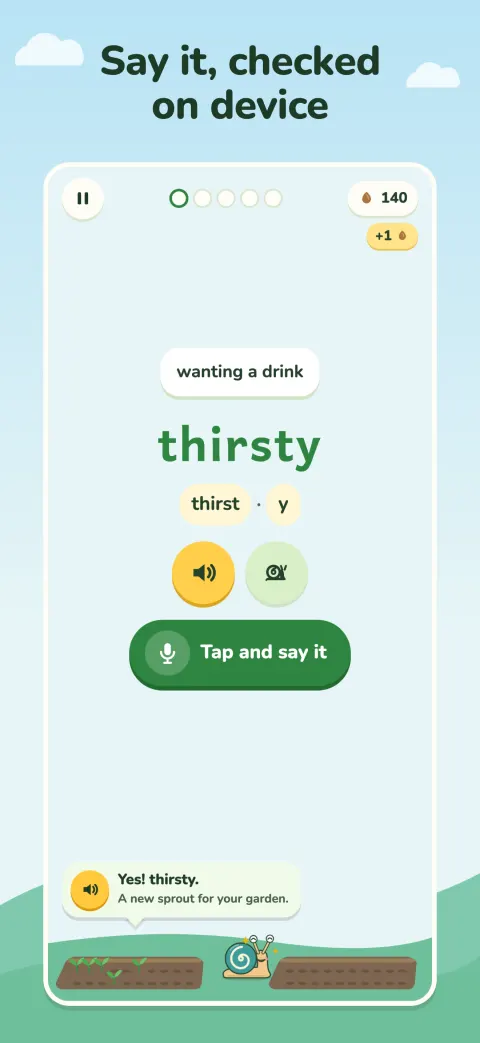 Say it, checked
on device
140
+1
wanting a drink
thirsty
thirst · y
Tap and say it
Yes! thirsty.
A new sprout for your garden.